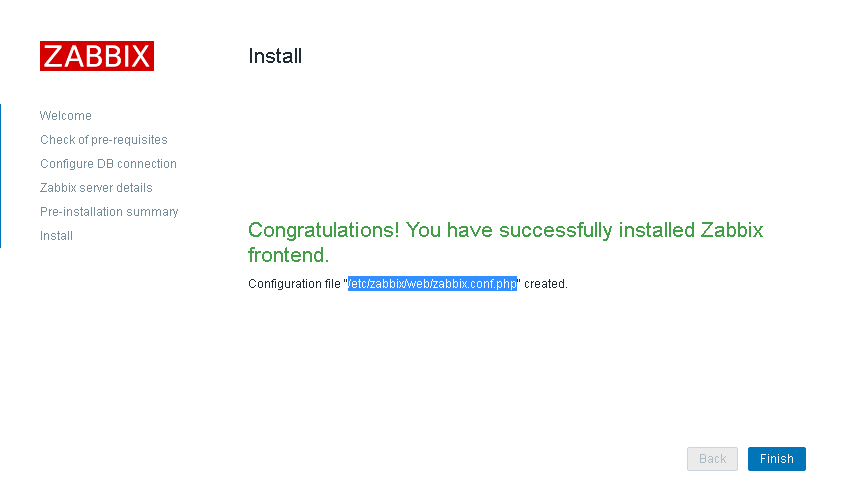 ZABBIX
Install
Welcome
Check of pre-requisites
Configure DB connection
Zabbix server details
Pre-installation summary
Install
Congratulations! You have successfully installed Zabbix
frontend.
Configuration file "/etc/zabbix/web/zabbix.conf.php" created.
Back
Finish